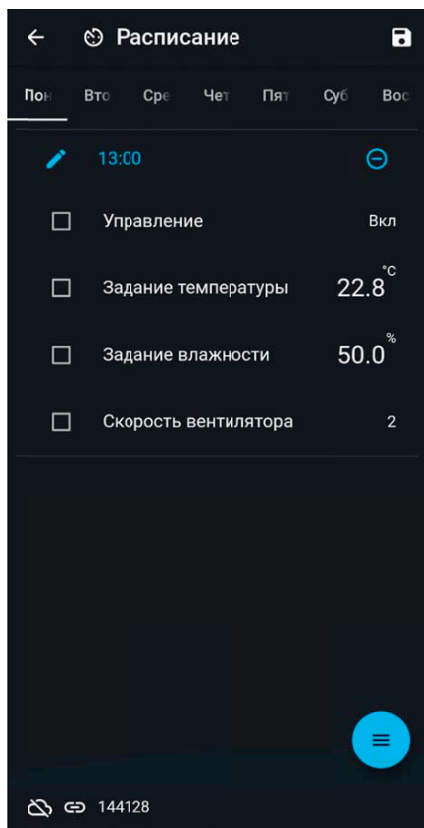 Расписание
Пон Вто Сре Чет Пят Суб Вос
13:00
Управление Вкл
Задание температуры 22.8 °C
Задание влажности 50.0 %
Скорость вентилятора 2
144128